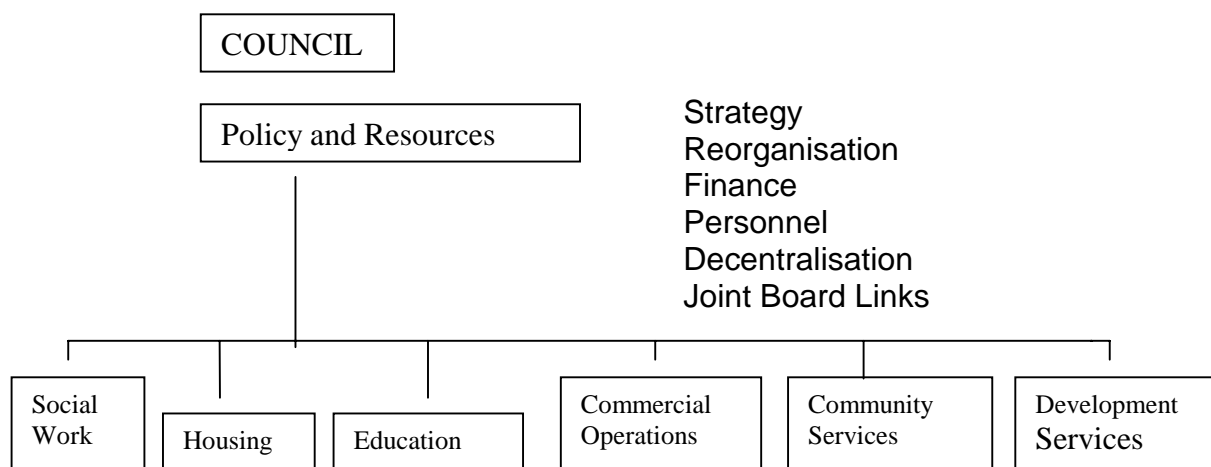 COUNCIL
Policy and Resources
Strategy
Reorganisation
Finance
Personnel
Decentralisation
Joint Board Links
Social
Work
Housing
Education
Commercial
Operations
Community
Services
Development
Services